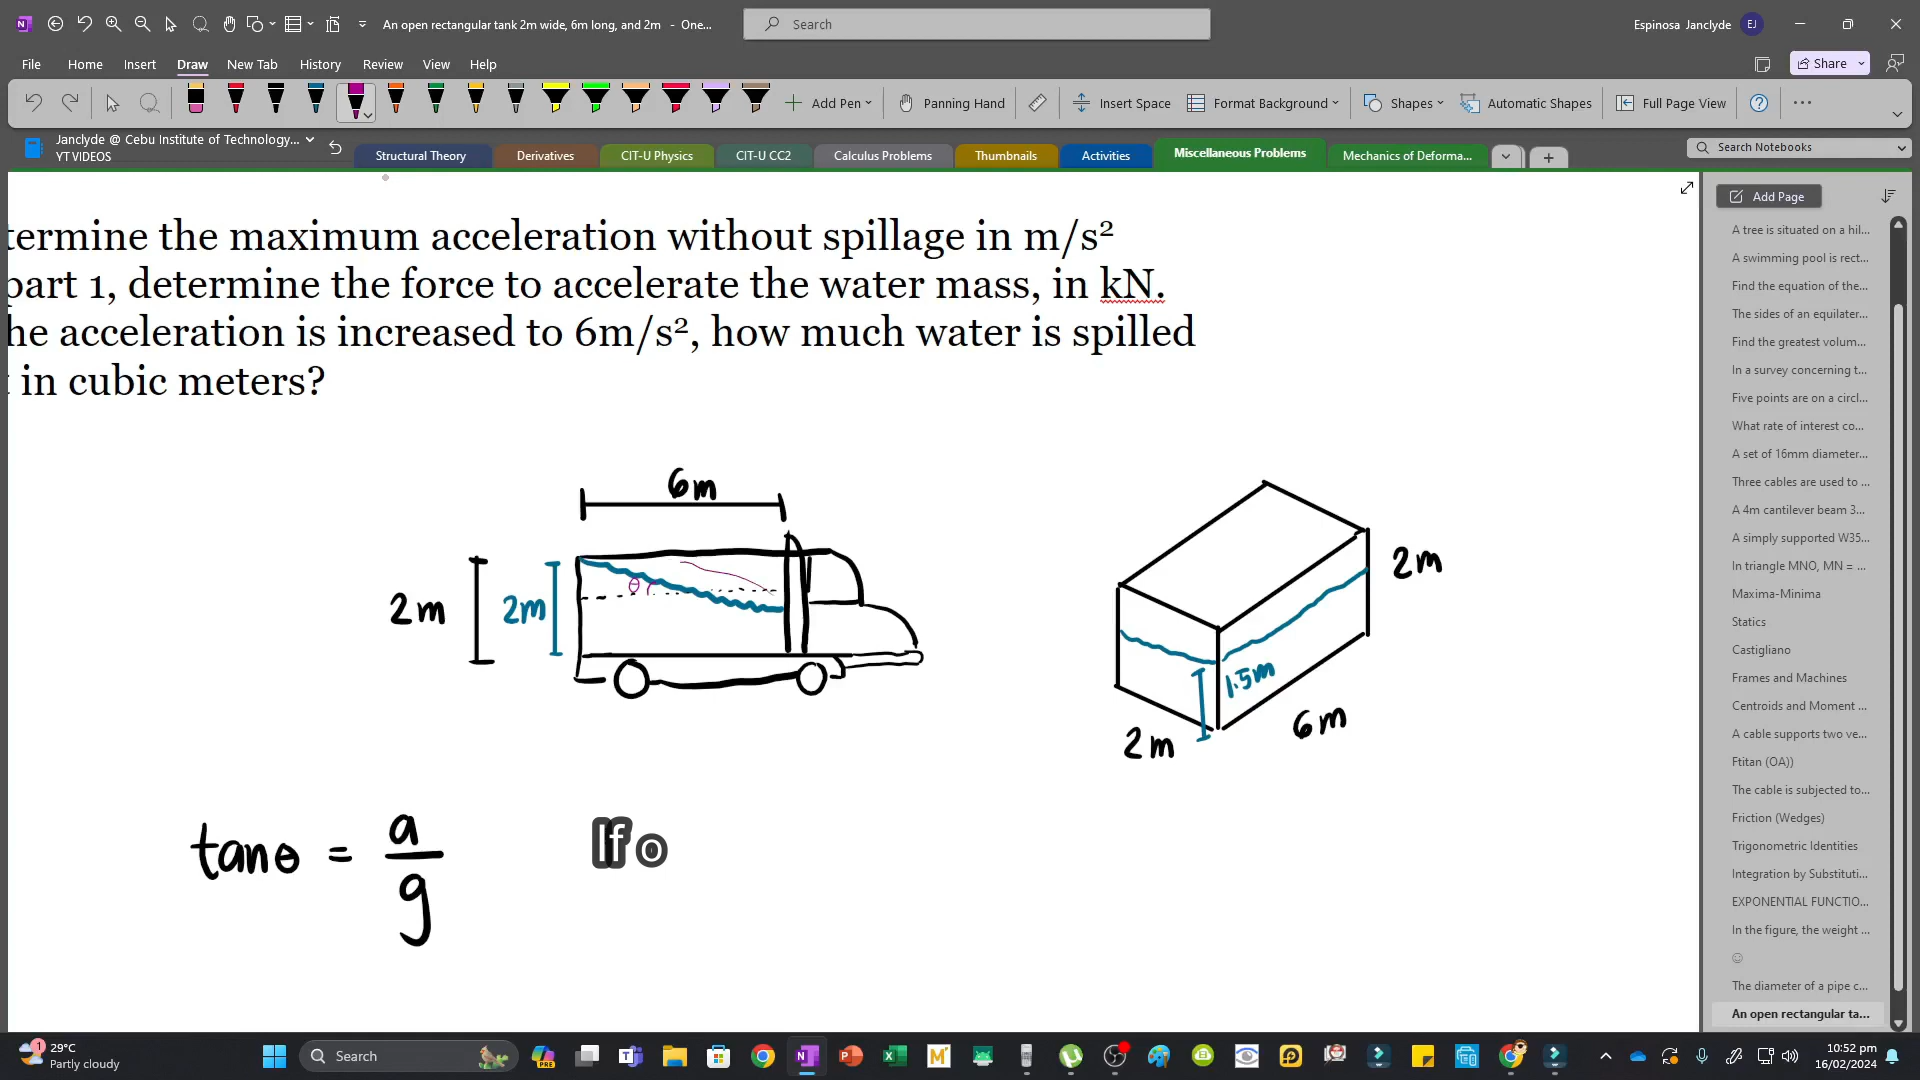 An open rectangular tank 2m wide, 6m long, and 2m - One...
Search
Espinosa Janclyde
EJ
File Home Insert Draw New Tab History Review View Help
Share
Add Pen
Panning Hand
Insert Space
Format Background
Shapes
Automatic Shapes
Full Page View
Janclyde @ Cebu Institute of Technology...
YT VIDEOS
Structural Theory
Derivatives
CIT-U Physics
CIT-U CC2
Calculus Problems
Thumbnails
Activities
Miscellaneous Problems
Mechanics of Deforma...
Search Notebooks
termine the maximum acceleration without spillage in m/s²
part 1, determine the force to accelerate the water mass, in kN.
he acceleration is increased to 6m/s², how much water is spilled
in cubic meters?
6m
2m
2m
θ
2m
1.5m
2m
6m
tanθ = a/g
If o
Add Page
A tree is situated on a hil...
A swimming pool is rect...
Find the equation of the...
The sides of an equilater...
Find the greatest volum...
In a survey concerning t...
Five points are on a circl...
What rate of interest co...
A set of 16mm diameter...
Three cables are used to ...
A 4m cantilever beam 3...
A simply supported W35...
In triangle MNO, MN = ...
Maxima-Minima
Statics
Castigliano
Frames and Machines
Centroids and Moment ...
A cable supports two ve...
Ftitan (OA))
The cable is subjected to...
Friction (Wedges)
Trigonometric Identities
Integration by Substituti...
EXPONENTIAL FUNCTIO...
In the figure, the weight ...
☺
The diameter of a pipe c...
An open rectangular ta...
1
29°C
Partly cloudy
Search
PRE
10:52 pm
16/02/2024